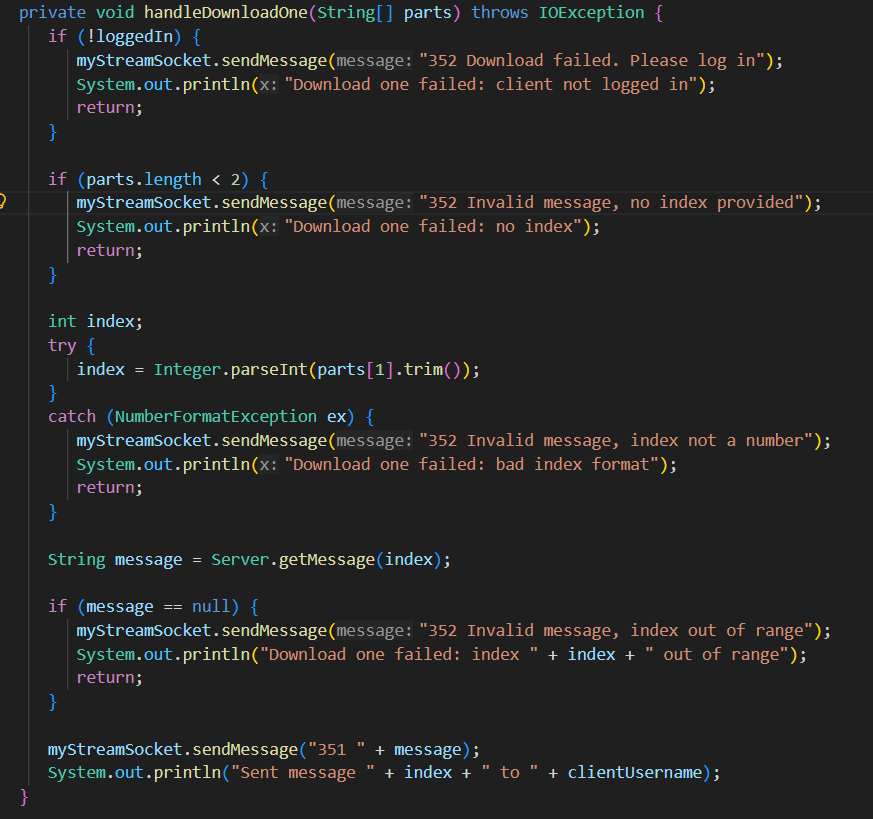 private void handleDownloadOne(String[] parts) throws IOException {
if (!loggedIn) {
myStreamSocket.sendMessage(message: "352 Download failed. Please log in");
System.out.println(x: "Download one failed: client not logged in");
return;
}
if (parts.length < 2) {
myStreamSocket.sendMessage(message: "352 Invalid message, no index provided");
System.out.println(x: "Download one failed: no index");
return;
}
int index;
try {
index = Integer.parseInt(parts[1].trim());
}
catch (NumberFormatException ex) {
myStreamSocket.sendMessage(message: "352 Invalid message, index not a number");
System.out.println(x: "Download one failed: bad index format");
return;
}
String message = Server.getMessage(index);
if (message == null) {
myStreamSocket.sendMessage(message: "352 Invalid message, index out of range");
System.out.println("Download one failed: index " + index + " out of range");
return;
}
myStreamSocket.sendMessage("351 " + message);
System.out.println("Sent message " + index + " to " + clientUsername);
}